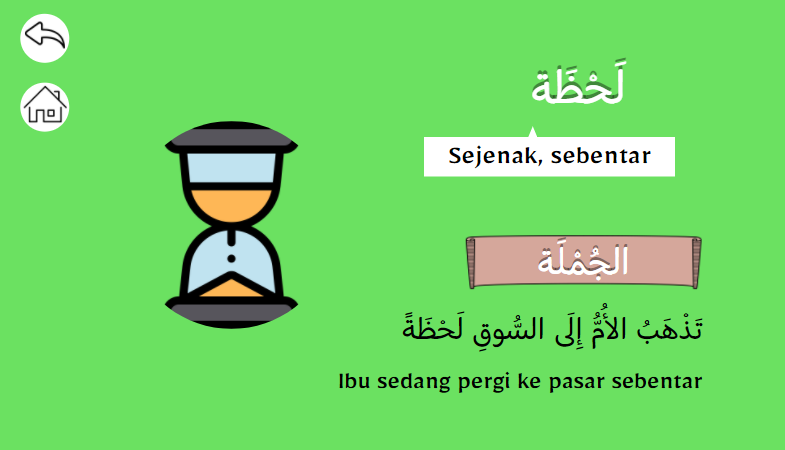 لَحْظَة
Sejenak, sebentar
الجُمْلَة
تَذْهَبُ الأُمُّ إِلَى السُّوقِ لَحْظَةً
Ibu sedang pergi ke pasar sebentar